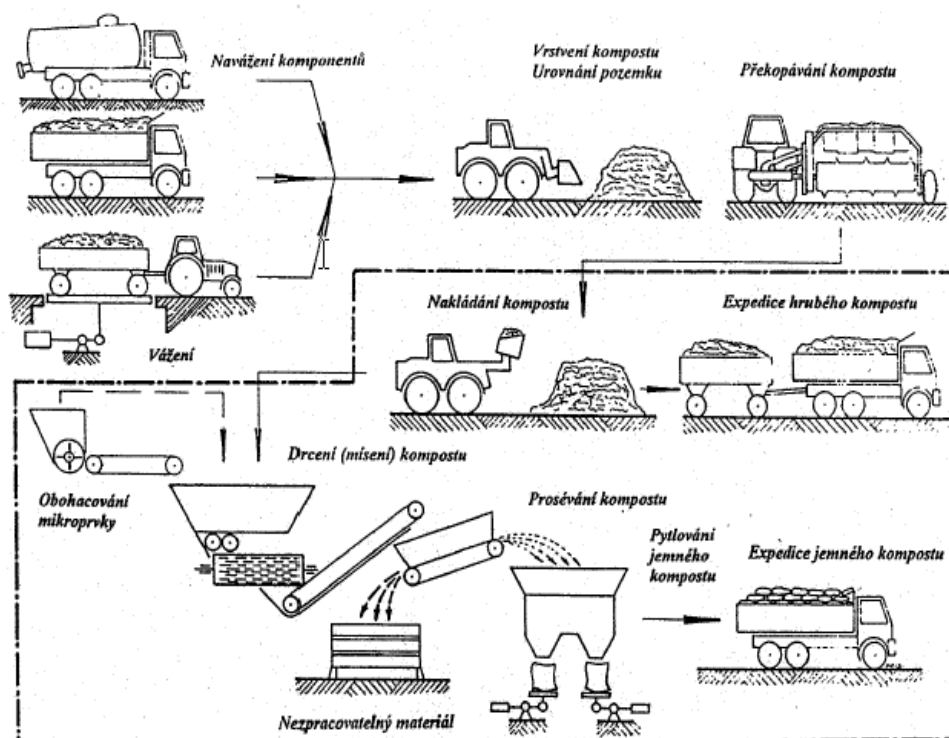 Navážení komponentů
Vrstvení kompostu
Urovnání pozemku
Překopávání kompostu
Vážení
Nakládání kompostu
Expedice hrubého kompostu
Drcení (mísení) kompostu
Obohacování
mikroprvky
Prosévání kompostu
Pytlování
jemného
kompostu
Expedice jemného kompostu
Nezpracovatelný materiál